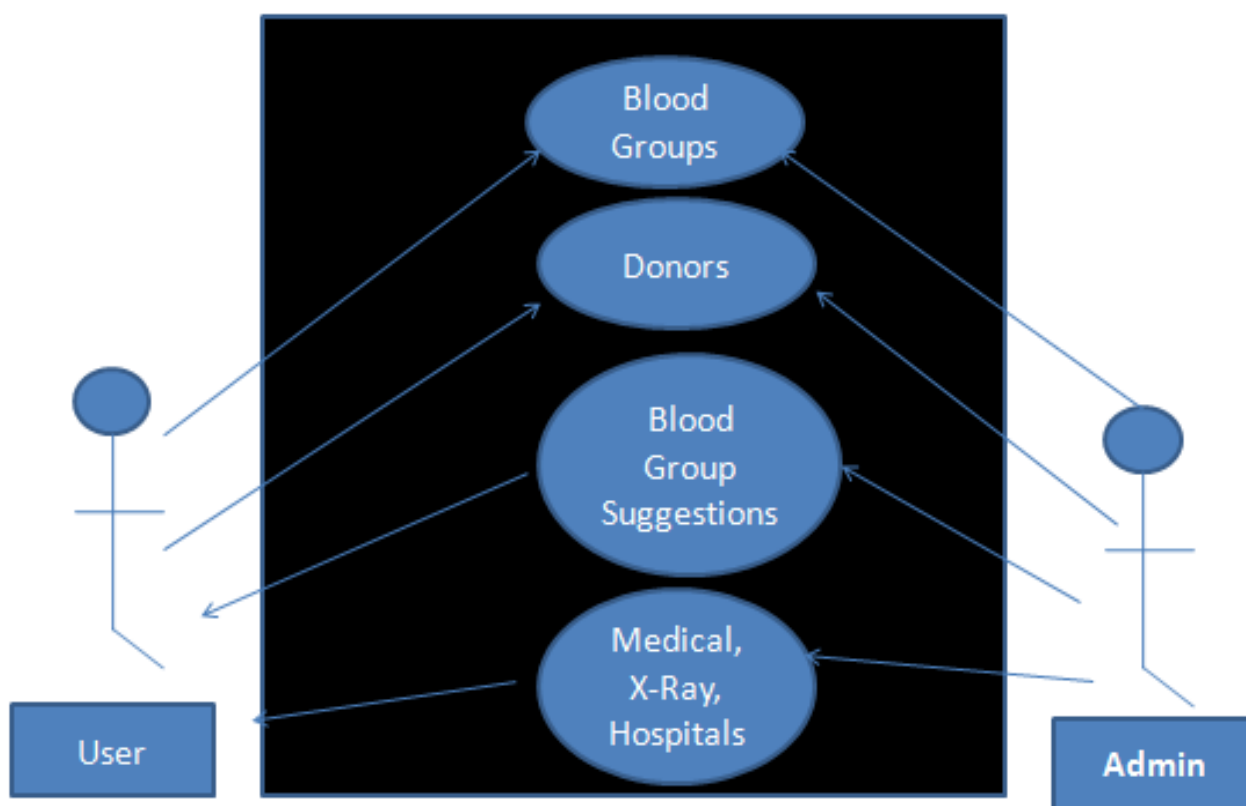 Blood
Groups
Donors
Blood
Group
Suggestions
Medical,
X-Ray,
Hospitals
User
Admin